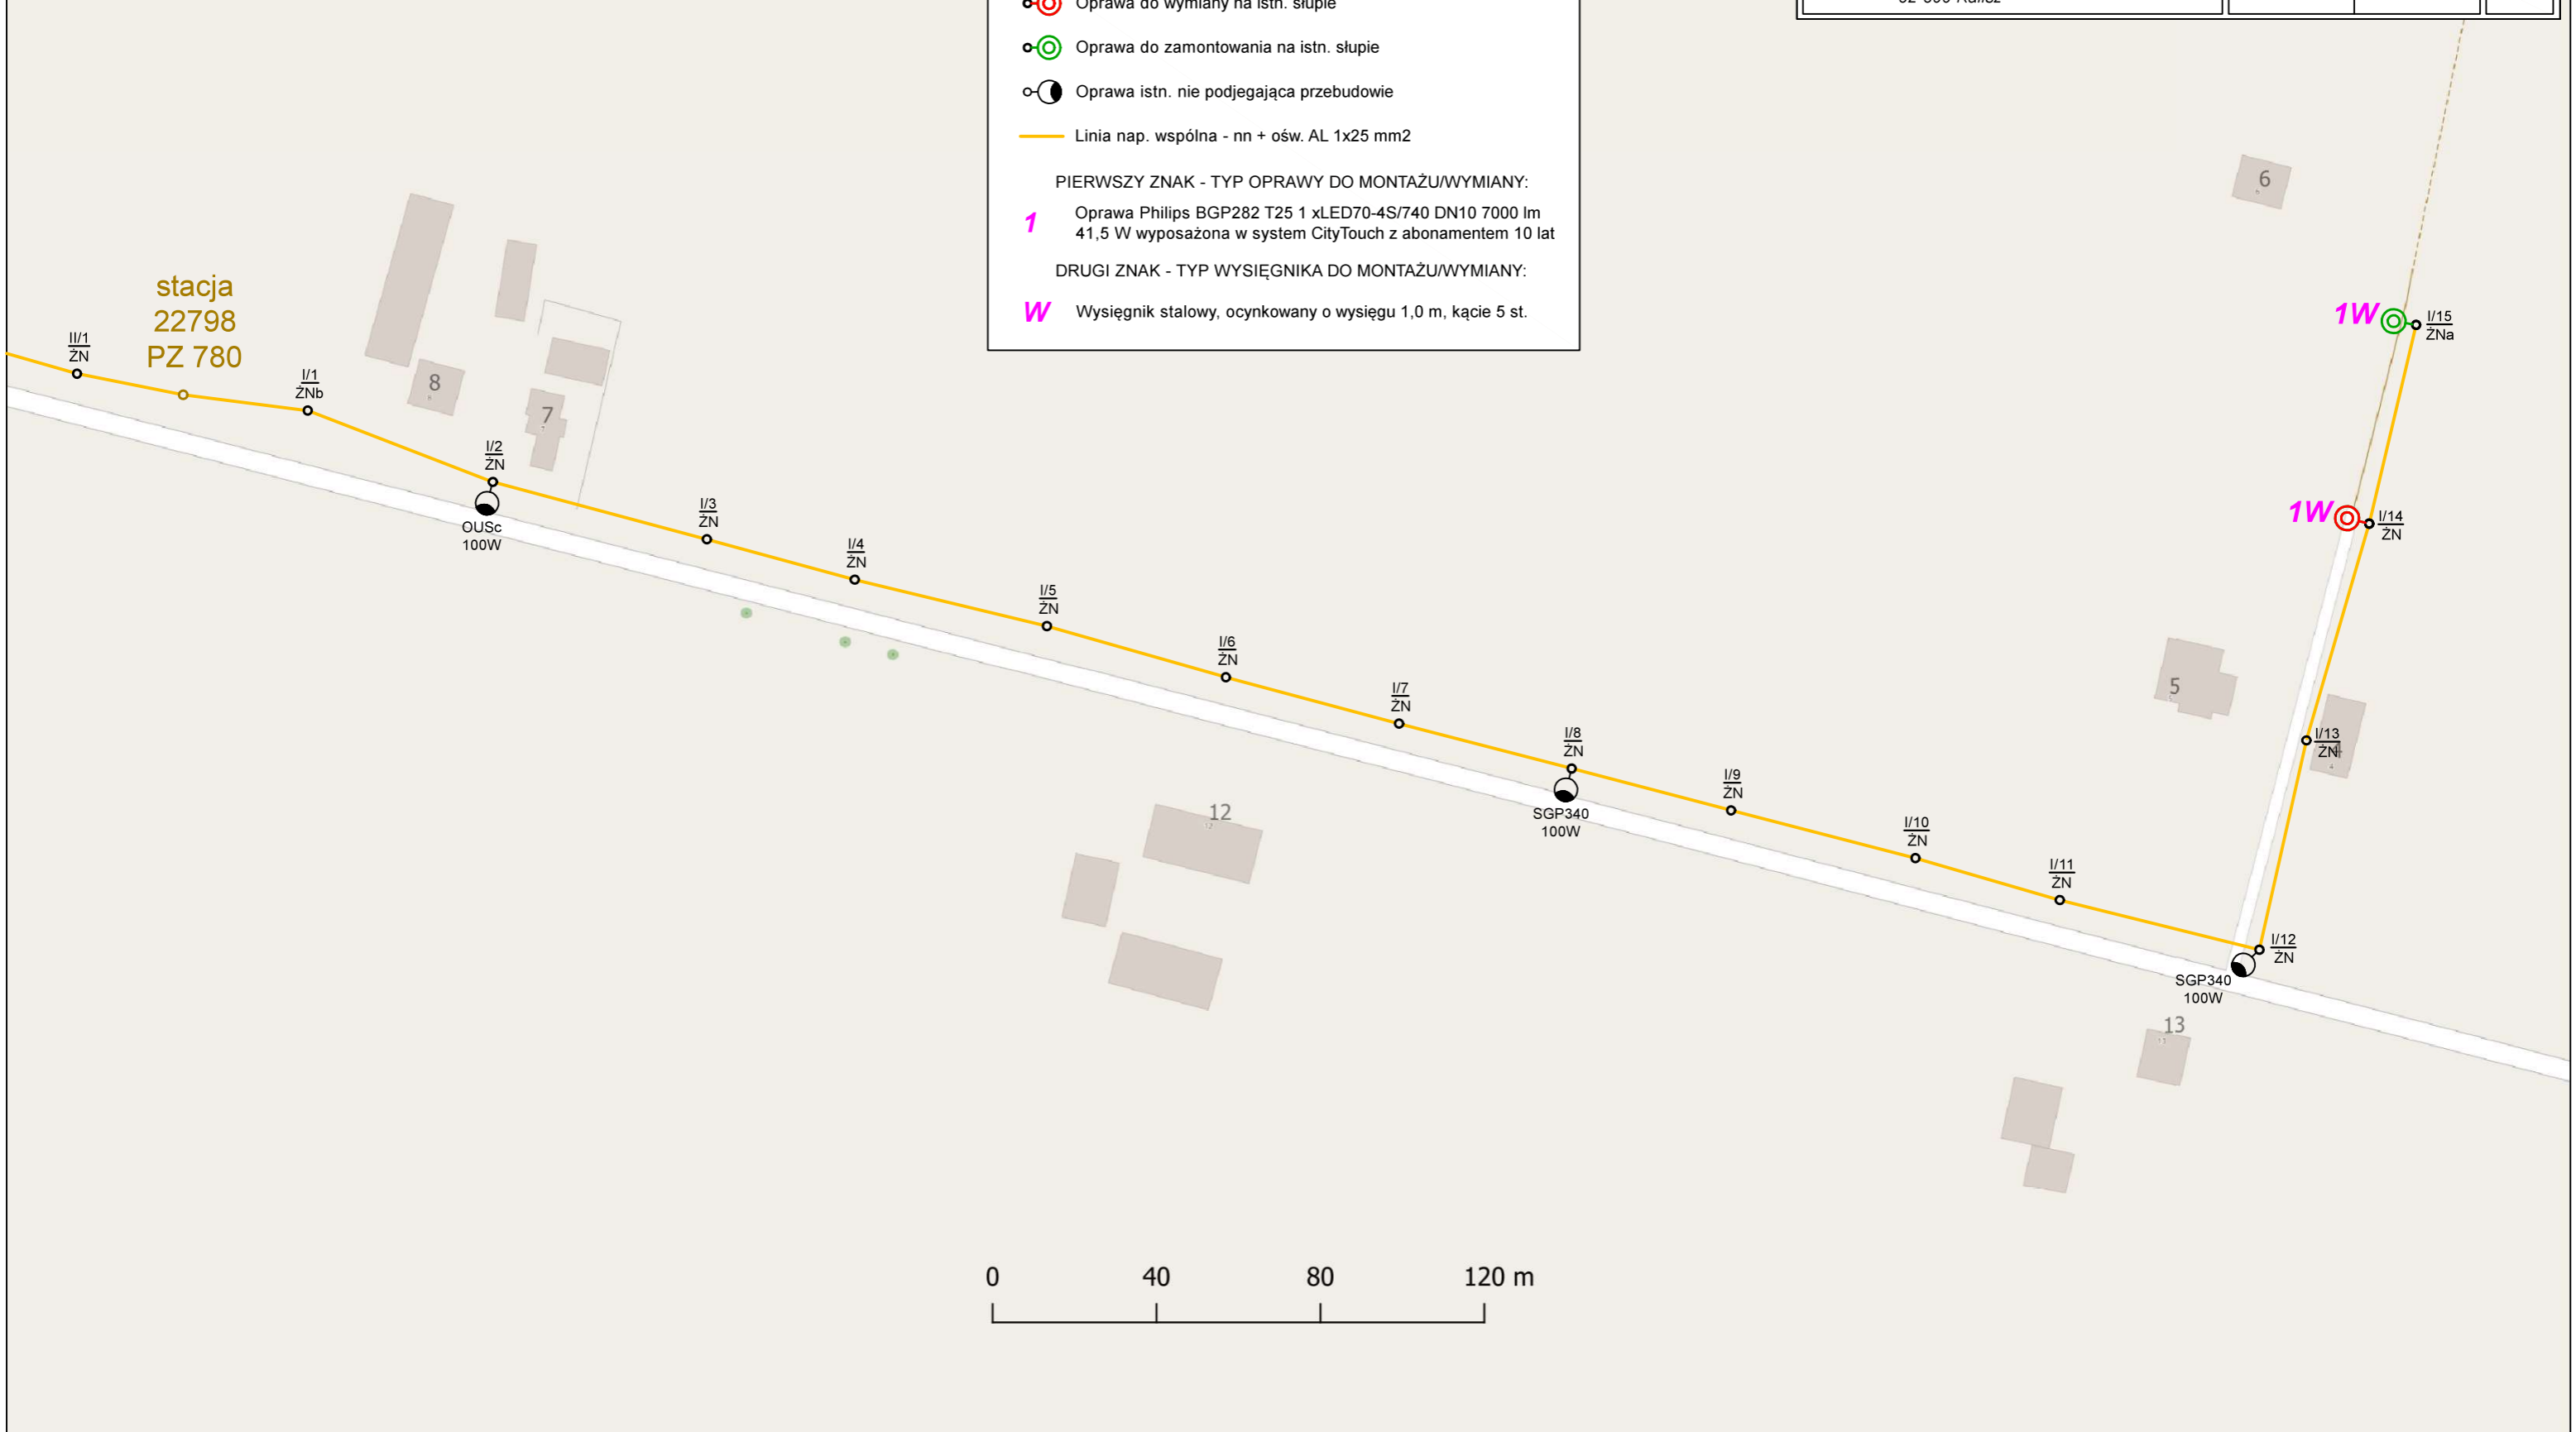 Oprawa do wymiany na istn. słupie
Oprawa do zamontowania na istn. słupie
Oprawa istn. nie podjegająca przebudowie
Linia nap. wspólna - nn + ośw. AL 1x25 mm2
PIERWSZY ZNAK - TYP OPRAWY DO MONTAŻU/WYMIANY:
1 Oprawa Philips BGP282 T25 1 xLED70-4S/740 DN10 7000 lm
41,5 W wyposażona w system CityTouch z abonamentem 10 lat
DRUGI ZNAK - TYP WYSIĘGNIKA DO MONTAŻU/WYMIANY:
W Wysięgnik stalowy, ocynkowany o wysięgu 1,0 m, kącie 5 st.
stacja
22798
PZ 780
II/1
ŻN
I/1
ŻNb
8
7
I/2
ŻN
OUSc
100W
I/3
ŻN
I/4
ŻN
I/5
ŻN
I/6
ŻN
I/7
ŻN
I/8
ŻN
SGP340
100W
I/9
ŻN
I/10
ŻN
I/11
ŻN
I/12
ŻN
SGP340
100W
I/13
ŻN
4
5
6
1W
I/14
ŻN
1W
I/15
ŻNa
12
13
0 40 80 120 m